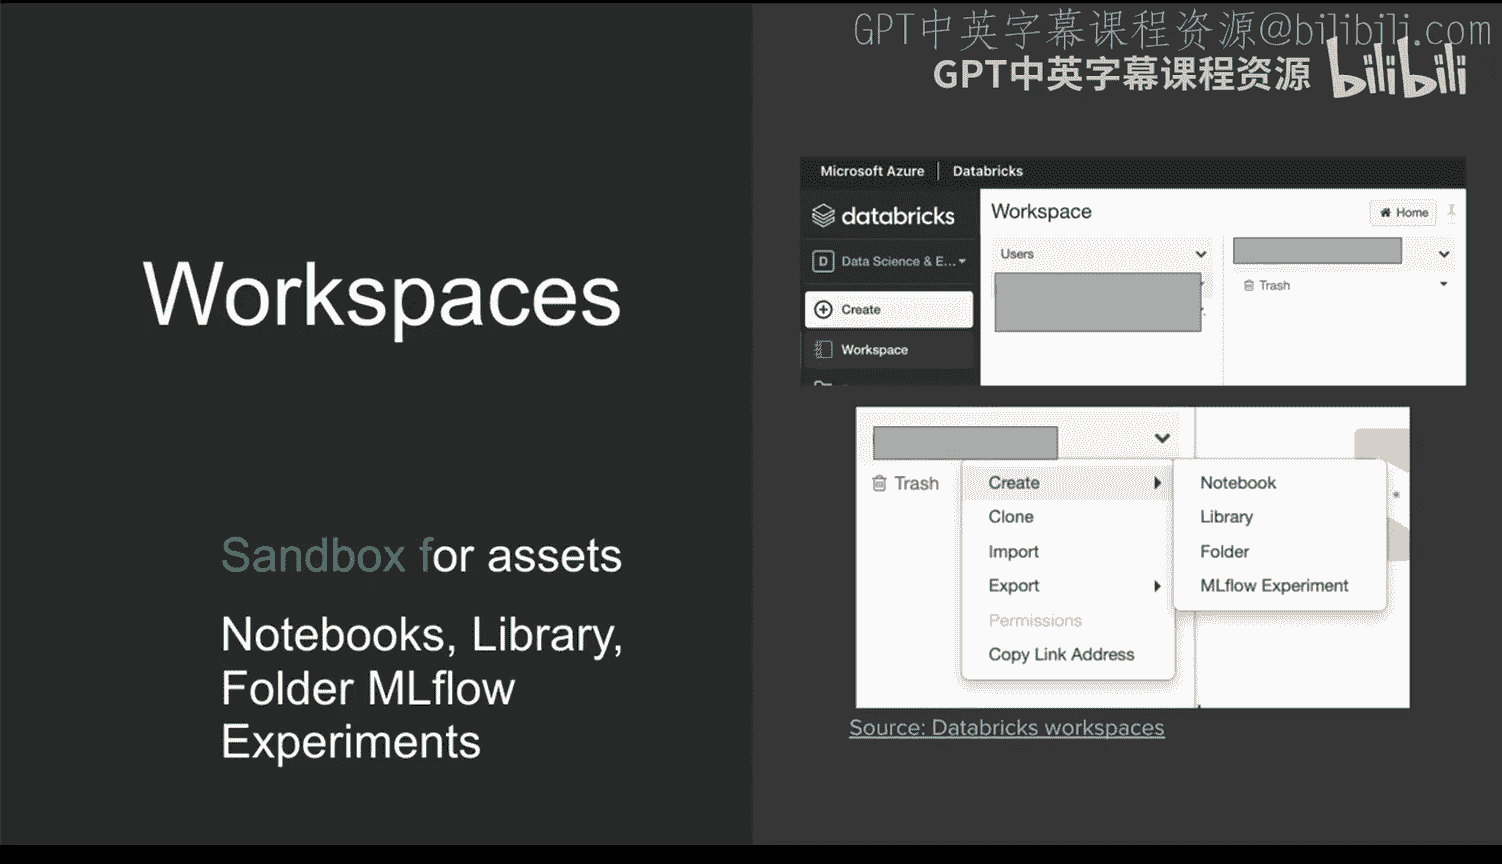 GPT中英字幕课程资源@bilibili.com
GPT中英字幕课程资源 bilibili
Workspaces
Sandbox for assets
Notebooks, Library,
Folder MLflow
Experiments
Microsoft Azure | Databricks
databricks
Workspace
Home
D Data Science & E...
Users
Trash
Create
Workspace
Trash
Create
Clone
Import
Export
Permissions
Copy Link Address
Notebook
Library
Folder
MLflow Experiment
Source: Databricks workspaces